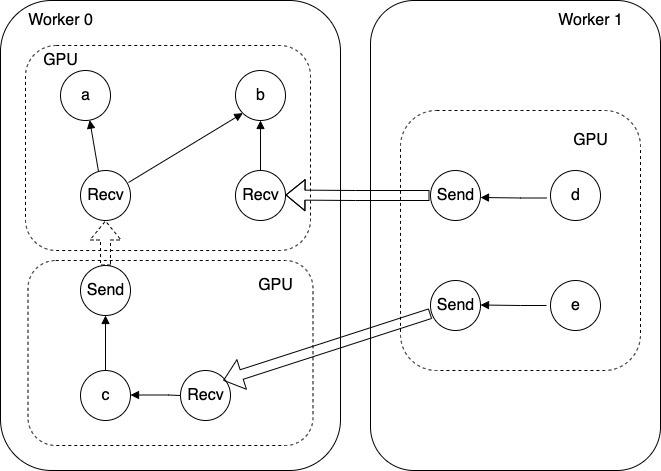 Worker 0
Worker 1
GPU
a
b
GPU
Recv
Recv
Send
d
Send
GPU
Send
e
c
Recv